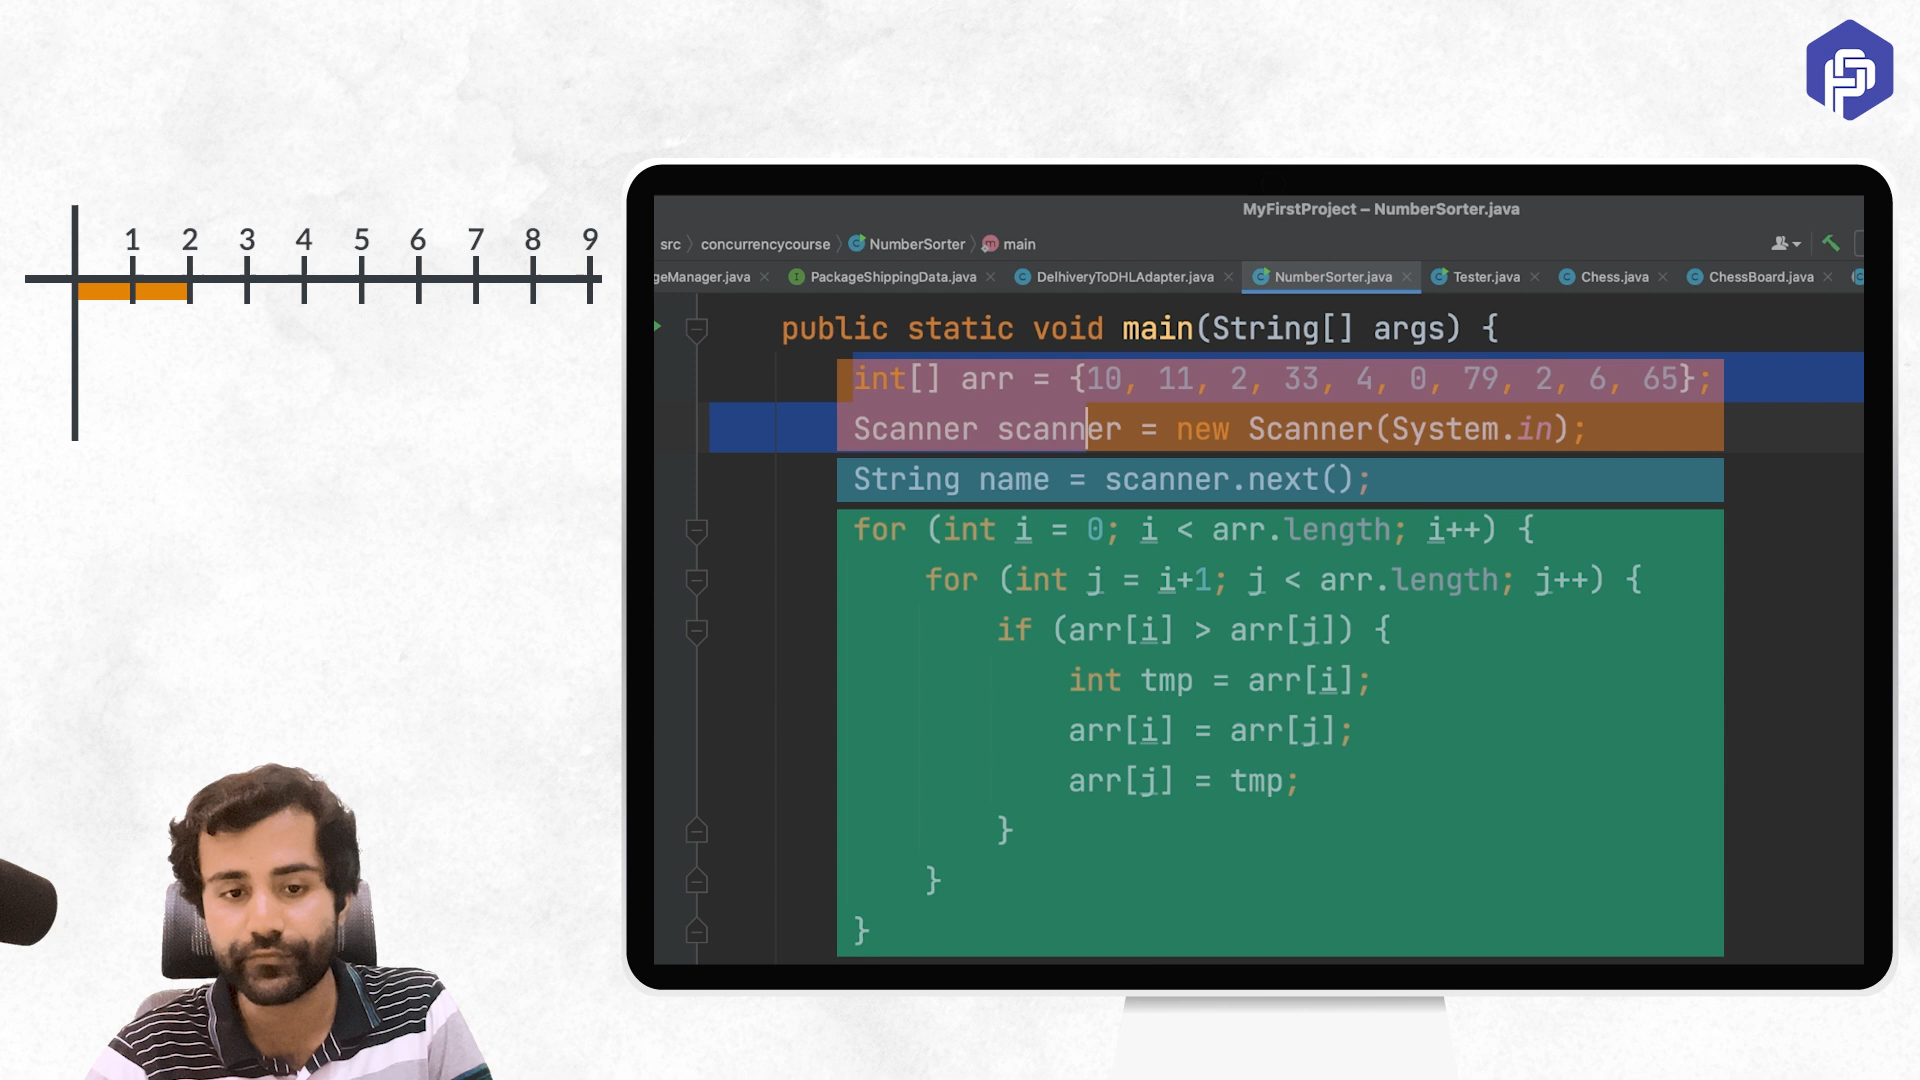 1 2 3 4 5 6 7 8 9
MyFirstProject – NumberSorter.java
src concurrencycourse NumberSorter main
geManager.java PackageShippingData.java DelhiveryToDHLAdapter.java NumberSorter.java Tester.java Chess.java ChessBoard.java
public static void main(String[] args) {
int[] arr = {10, 11, 2, 33, 4, 0, 79, 2, 6, 65};
Scanner scanner = new Scanner(System.in);
String name = scanner.next();
for (int i = 0; i < arr.length; i++) {
for (int j = i+1; j < arr.length; j++) {
if (arr[i] > arr[j]) {
int tmp = arr[i];
arr[i] = arr[j];
arr[j] = tmp;
}
}
}